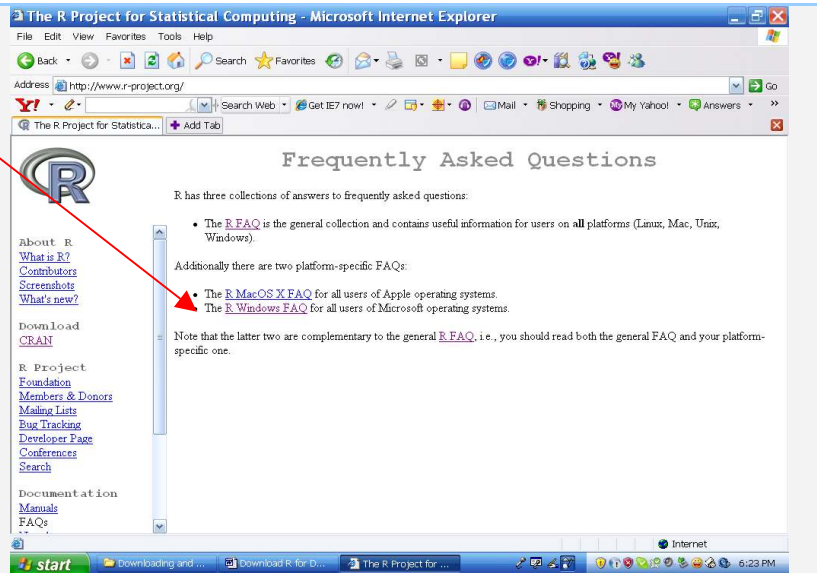 The R Project for Statistical Computing - Microsoft Internet Explorer
File Edit View Favorites Tools Help
Back Search Favorites
Address http://www.r-project.org/ Go
Y! Search Web Get IE7 now! Mail Shopping My Yahoo! Answers »
The R Project for Statistica... Add Tab
R
Frequently Asked Questions
R has three collections of answers to frequently asked questions:
• The R FAQ is the general collection and contains useful information for users on all platforms (Linux, Mac, Unix,
Windows).
Additionally there are two platform-specific FAQs:
• The R MacOS X FAQ for all users of Apple operating systems.
• The R Windows FAQ for all users of Microsoft operating systems.
Note that the latter two are complementary to the general R FAQ, i.e., you should read both the general FAQ and your platform-
specific one.
About R
What is R?
Contributors
Screenshots
What's new?
Download
CRAN
R Project
Foundation
Members & Donors
Mailing Lists
Bug Tracking
Developer Page
Conferences
Search
Documentation
Manuals
FAQs
Internet
start Downloading and ... Download R for D... The R Project for ... 6:23 PM